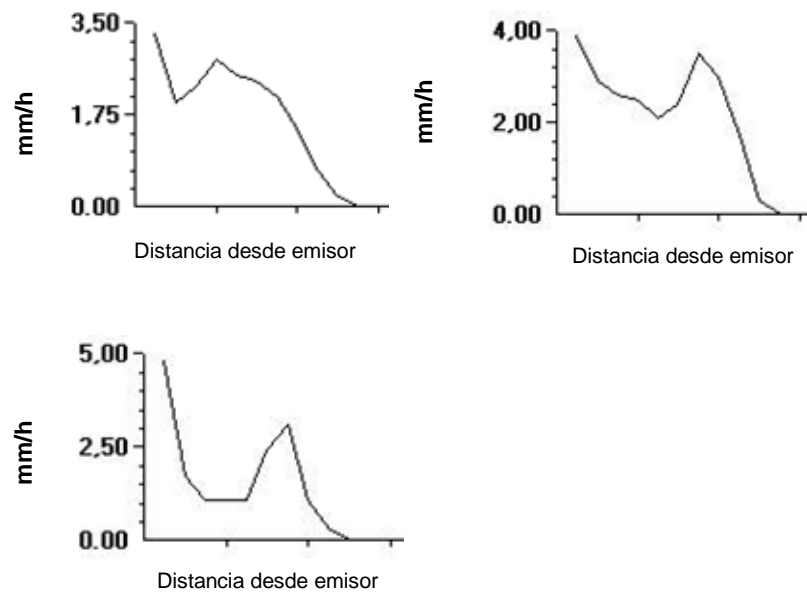 3,50
mm/h
1,75
0.00
Distancia desde emisor
4,00
mm/h
2,00
0.00
Distancia desde emisor
5,00
mm/h
2,50
0.00
Distancia desde emisor